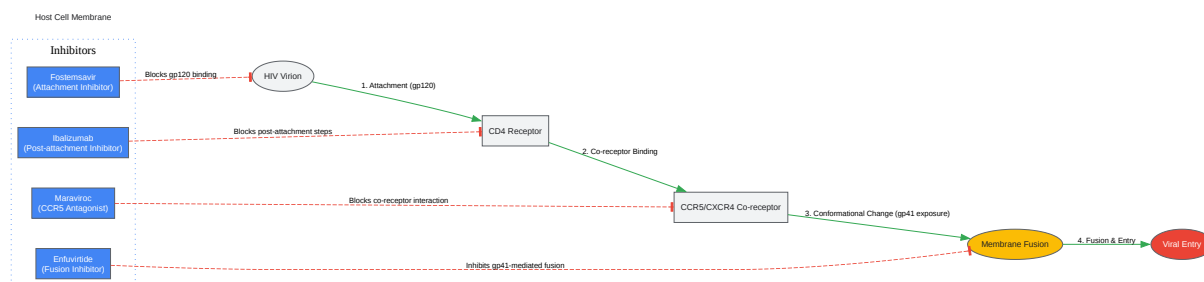 Host Cell Membrane
Inhibitors
Fostemsavir
(Attachment Inhibitor)
Blocks gp120 binding
HIV Virion
1. Attachment (gp120)
Ibalizumab
(Post-attachment Inhibitor)
Blocks post-attachment steps
CD4 Receptor
2. Co-receptor Binding
Maraviroc
(CCR5 Antagonist)
Blocks co-receptor interaction
CCR5/CXCR4 Co-receptor
3. Conformational Change (gp41 exposure)
Enfuvirtide
(Fusion Inhibitor)
Inhibits gp41-mediated fusion
Membrane Fusion
4. Fusion & Entry
Viral Entry